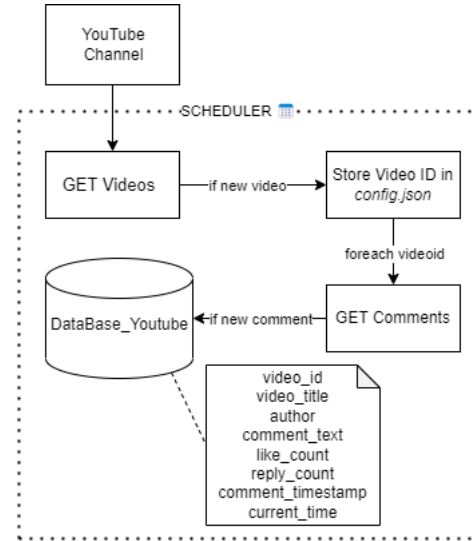 YouTube
Channel
SCHEDULER
GET Videos
if new video
Store Video ID in
config.json
foreach videoid
DataBase_Youtube
if new comment
GET Comments
video_id
video_title
author
comment_text
like_count
reply_count
comment_timestamp
current_time